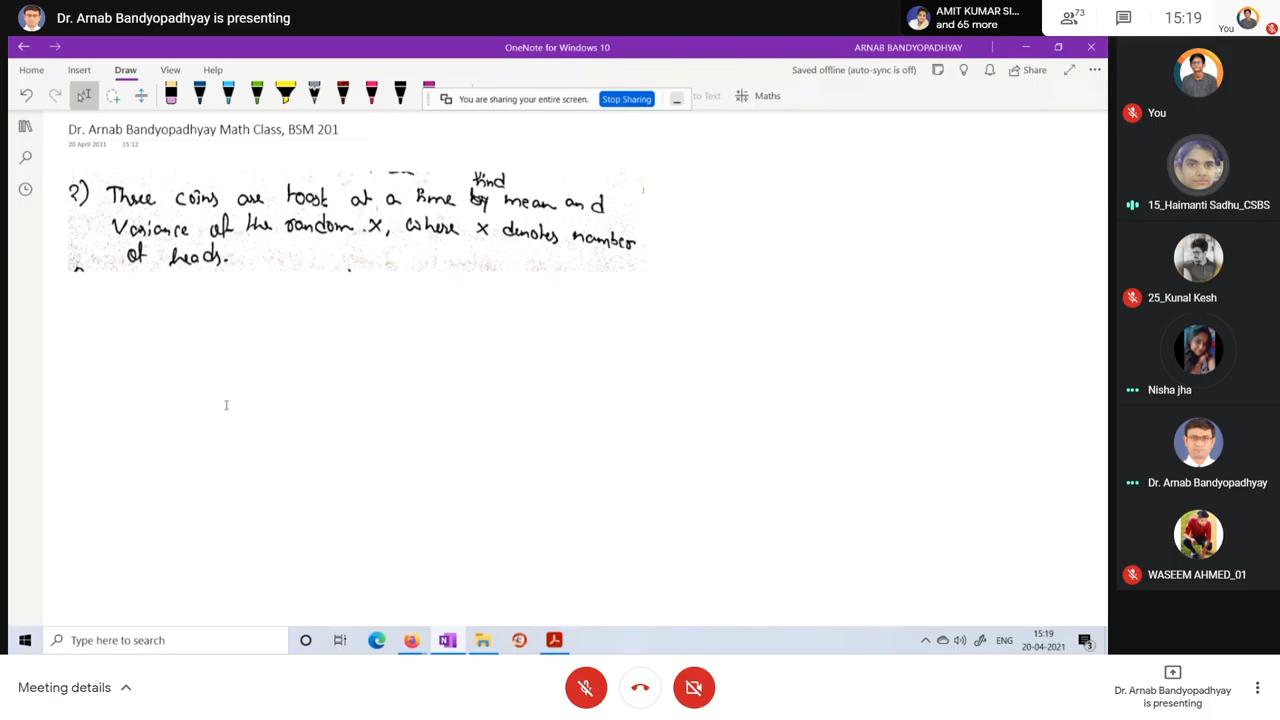 Dr. Arnab Bandyopadhyay is presenting
AMIT KUMAR SI...
and 65 more
73
15:19
You
OneNote for Windows 10
ARNAB BANDYOPADHYAY
Home Insert Draw View Help
Saved offline (auto-sync is off)
Share
You are sharing your entire screen. Stop Sharing
to Text
Maths
Dr. Arnab Bandyopadhyay Math Class, BSM 201
20 April 2021 15:12
2) Three coins are tosst at a time find mean and
variance of the random x, where x denotes number
of heads.
You
15_Haimanti Sadhu_CSBS
25_Kunal Kesh
Nisha jha
Dr. Arnab Bandyopadhyay
WASEEM AHMED_01
Type here to search
ENG
15:19
20-04-2021
3
Meeting details
Dr. Arnab Bandyopadhyay
is presenting